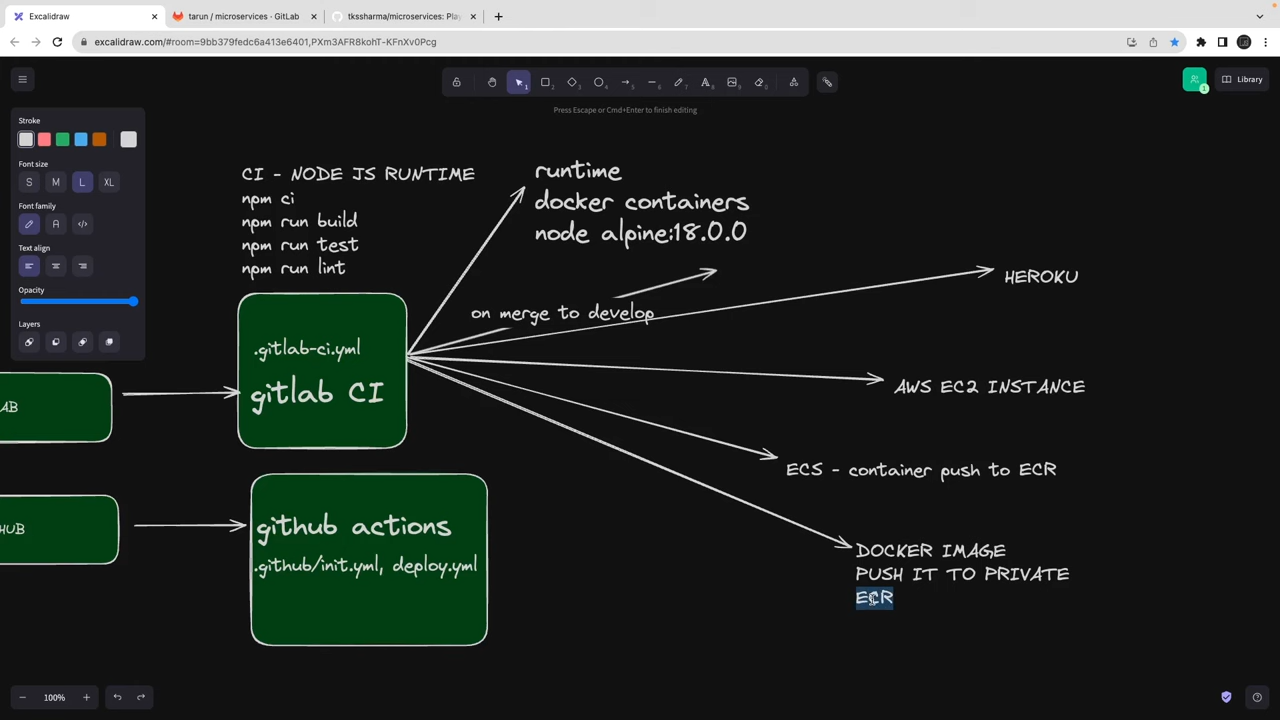 Excalidraw
tarun / microservices · GitLab
tkssharma/microservices: Play
excalidraw.com/#room=9bb379fedc6a413e6401,PXm3AFR8kohT-KFnXv0Pcg
Library
Press Escape or Cmd+Enter to finish editing
Stroke
Font size
S M L XL
Font family
A </>
Text align
Opacity
Layers
CI - NODE JS RUNTIME
npm ci
npm run build
npm run test
npm run lint
runtime
docker containers
node alpine:18.0.0
on merge to develop
HEROKU
.gitlab-ci.yml
gitlab CI
AWS EC2 INSTANCE
AB
ECS - container push to ECR
github actions
.github/init.yml, deploy.yml
HUB
DOCKER IMAGE
PUSH IT TO PRIVATE
ECR
100%